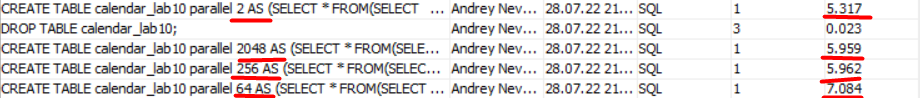 CREATE TABLE calendar_lab10 parallel 2 AS (SELECT * FROM(SELECT ... Andrey Nev... 28.07.22 21... SQL 1 5.317
DROP TABLE calendar_lab10; Andrey Nev... 28.07.22 21... SQL 3 0.023
CREATE TABLE calendar_lab10 parallel 2048 AS (SELECT * FROM(SELE... Andrey Nev... 28.07.22 21... SQL 1 5.959
CREATE TABLE calendar_lab10 parallel 256 AS (SELECT * FROM(SELEC... Andrey Nev... 28.07.22 21... SQL 1 5.962
CREATE TABLE calendar_lab10 parallel 64 AS (SELECT * FROM(SELECT ... Andrey Nev... 28.07.22 21... SQL 1 7.084